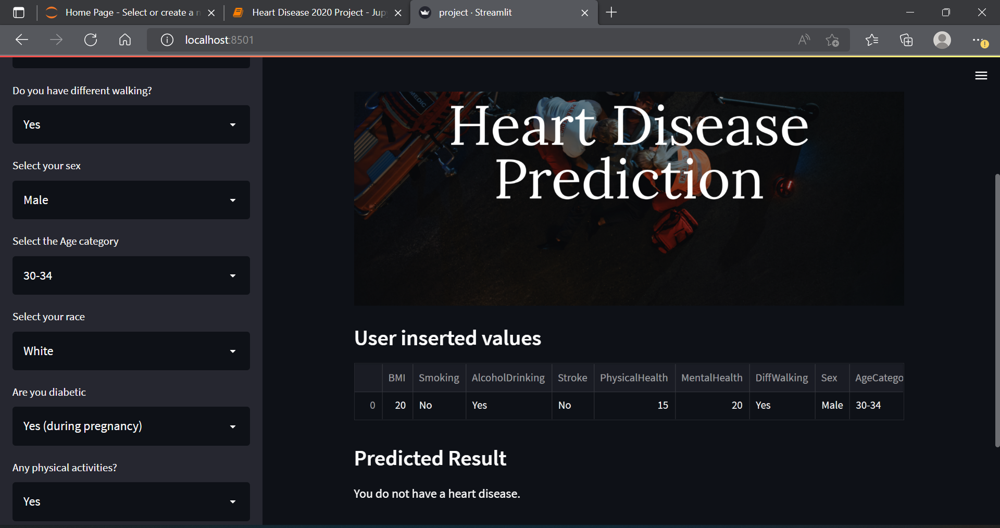 Home Page - Select or create a n
Heart Disease 2020 Project - Jup
project · Streamlit
localhost:8501
Do you have different walking?
Yes
Select your sex
Male
Select the Age category
30-34
Select your race
White
Are you diabetic
Yes (during pregnancy)
Any physical activities?
Yes
MEDIC
PARAMEDIC
Heart Disease
Prediction
User inserted values
BMI Smoking AlcoholDrinking Stroke PhysicalHealth MentalHealth DiffWalking Sex AgeCatego
0 20 No Yes No 15 20 Yes Male 30-34
Predicted Result
You do not have a heart disease.